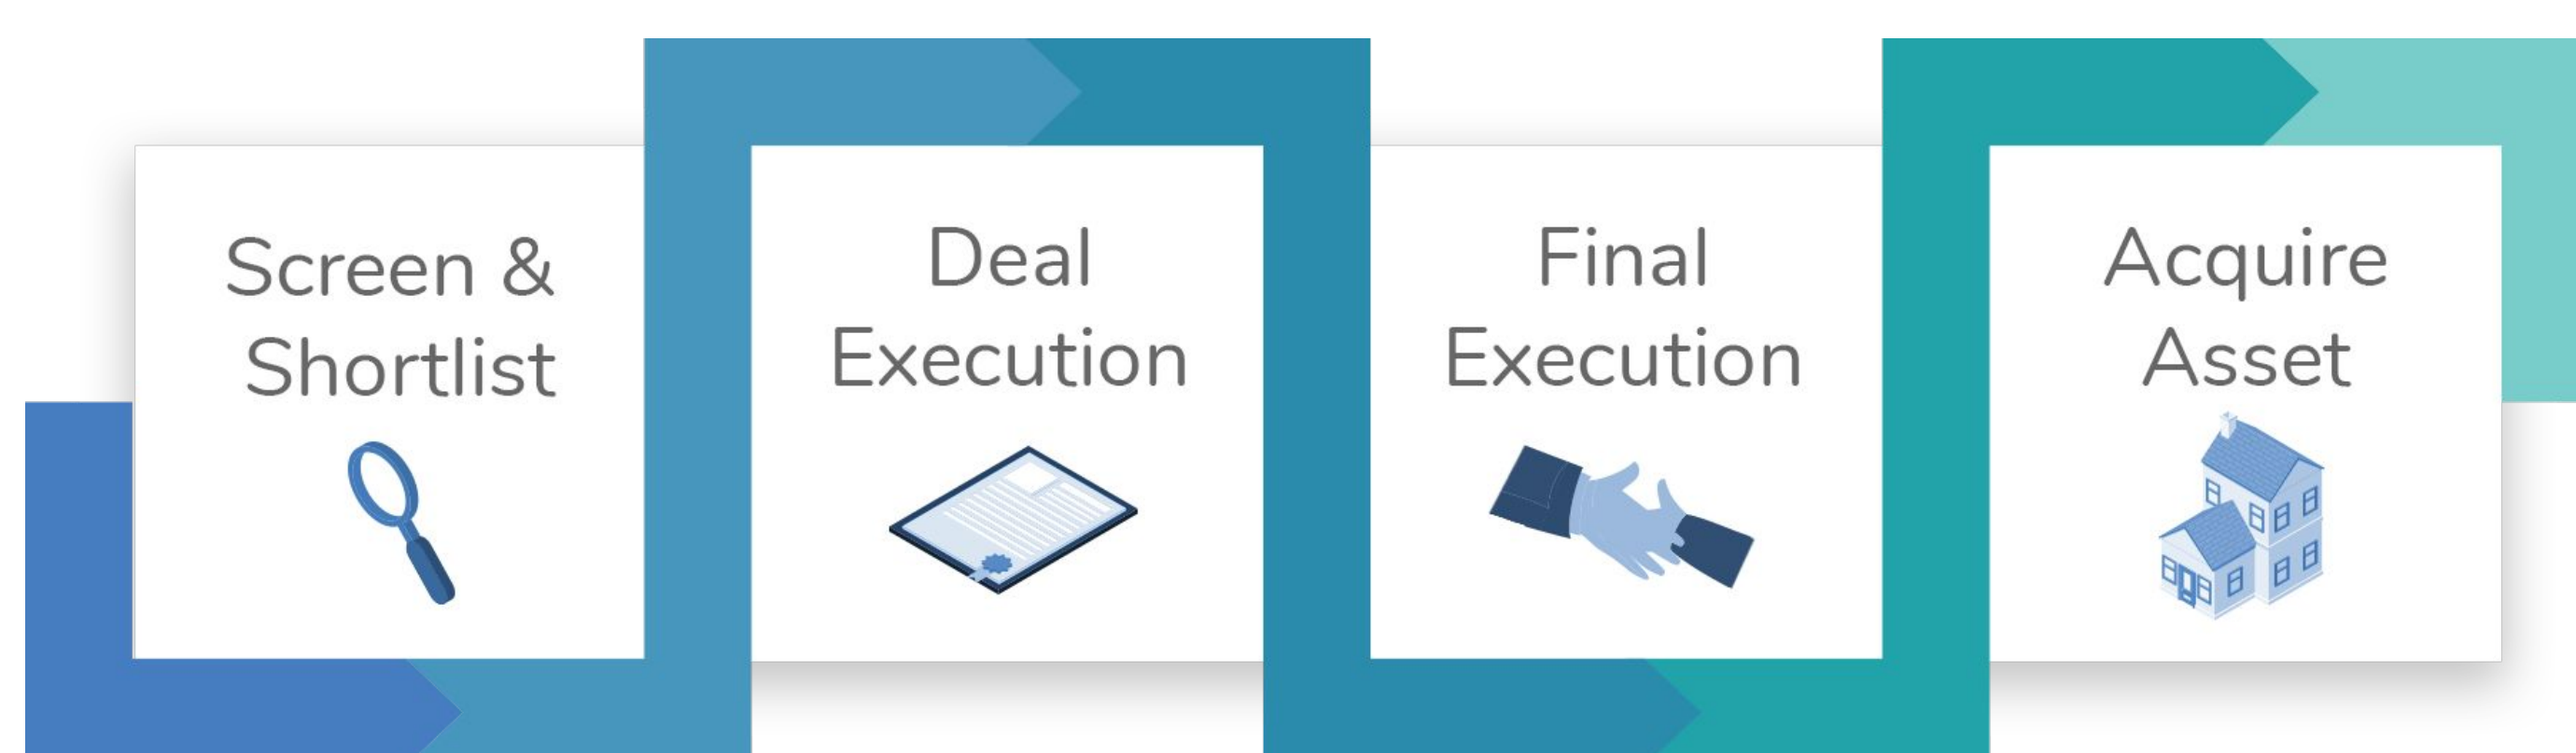 Screen &
Shortlist
Deal
Execution
Final
Execution
Acquire
Asset